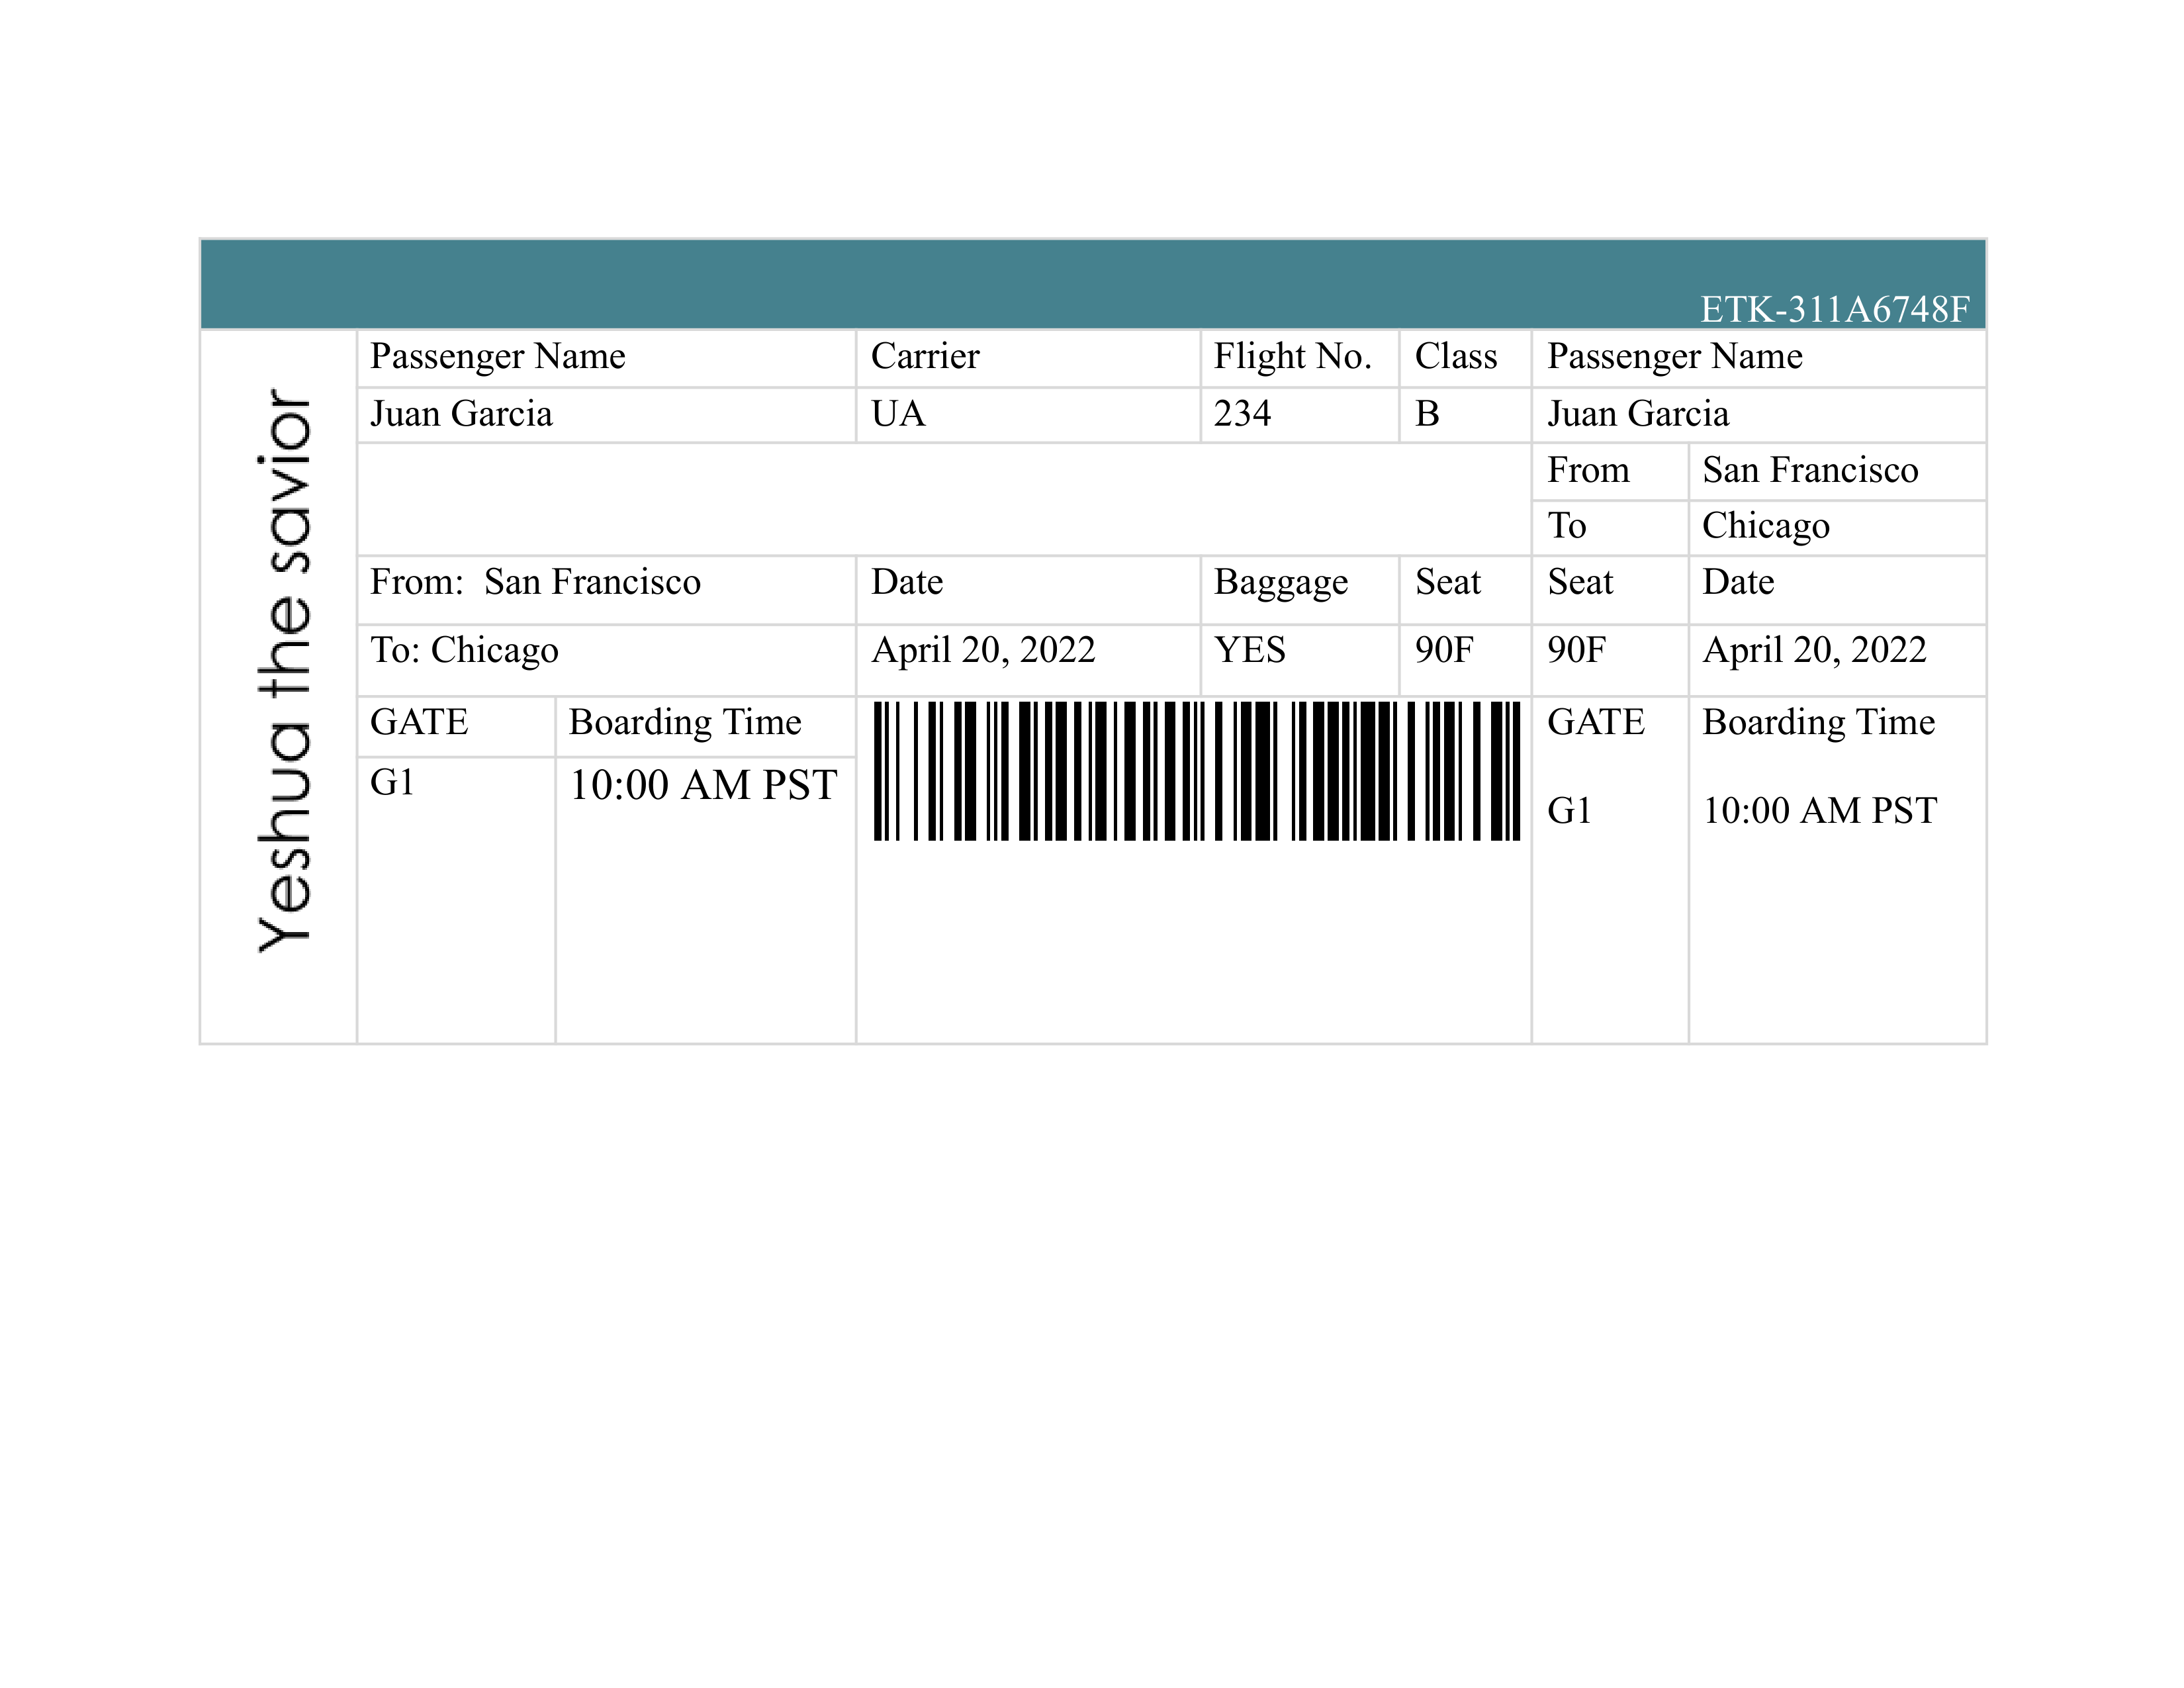 ETK-311A6748F
Yeshua the savior
Passenger Name Carrier Flight No. Class Passenger Name
Juan Garcia UA 234 B Juan Garcia
From San Francisco
To Chicago
From: San Francisco Date Baggage Seat Seat Date
To: Chicago April 20, 2022 YES 90F 90F April 20, 2022
GATE Boarding Time GATE Boarding Time
G1 10:00 AM PST G1 10:00 AM PST